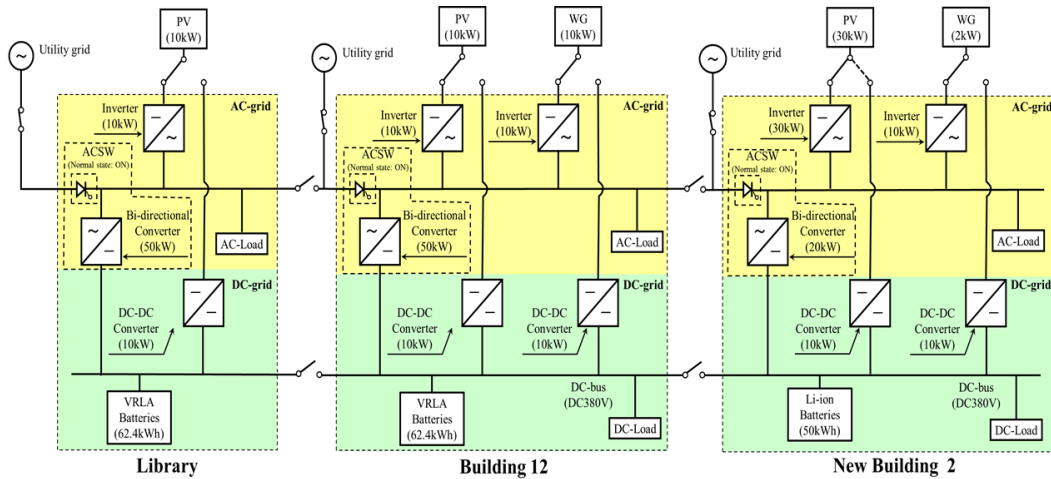 PV
(10kW)
Utility grid
AC-grid
Inverter
(10kW)
ACSW
(Normal state: ON)
Bi-directional
Converter
(50kW)
AC-Load
DC-grid
DC-DC
Converter
(10kW)
VRLA
Batteries
(62.4kWh)
Library
PV
(10kW)
WG
(10kW)
Utility grid
AC-grid
Inverter
(10kW)
Inverter
(10kW)
ACSW
(Normal state: ON)
Bi-directional
Converter
(50kW)
AC-Load
DC-grid
DC-DC
Converter
(10kW)
DC-DC
Converter
(10kW)
VRLA
Batteries
(62.4kWh)
DC-bus
(DC380V)
DC-Load
Building 12
PV
(30kW)
WG
(2kW)
Utility grid
AC-grid
Inverter
(30kW)
Inverter
(10kW)
ACSW
(Normal state: ON)
Bi-directional
Converter
(20kW)
AC-Load
DC-grid
DC-DC
Converter
(10kW)
DC-DC
Converter
(10kW)
Li-ion
Batteries
(50kWh)
DC-bus
(DC380V)
DC-Load
New Building 2